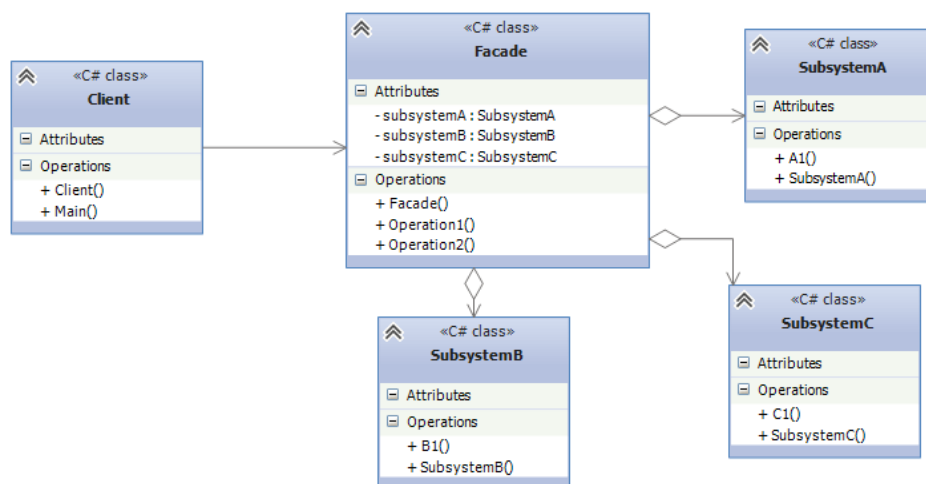 «C# class»
Client
Attributes
Operations
+ Client()
+ Main()
«C# class»
Facade
Attributes
- subsystemA : SubsystemA
- subsystemB : SubsystemB
- subsystemC : SubsystemC
Operations
+ Facade()
+ Operation1()
+ Operation2()
«C# class»
SubsystemA
Attributes
Operations
+ A1()
+ SubsystemA()
«C# class»
SubsystemB
Attributes
Operations
+ B1()
+ SubsystemB()
«C# class»
SubsystemC
Attributes
Operations
+ C1()
+ SubsystemC()